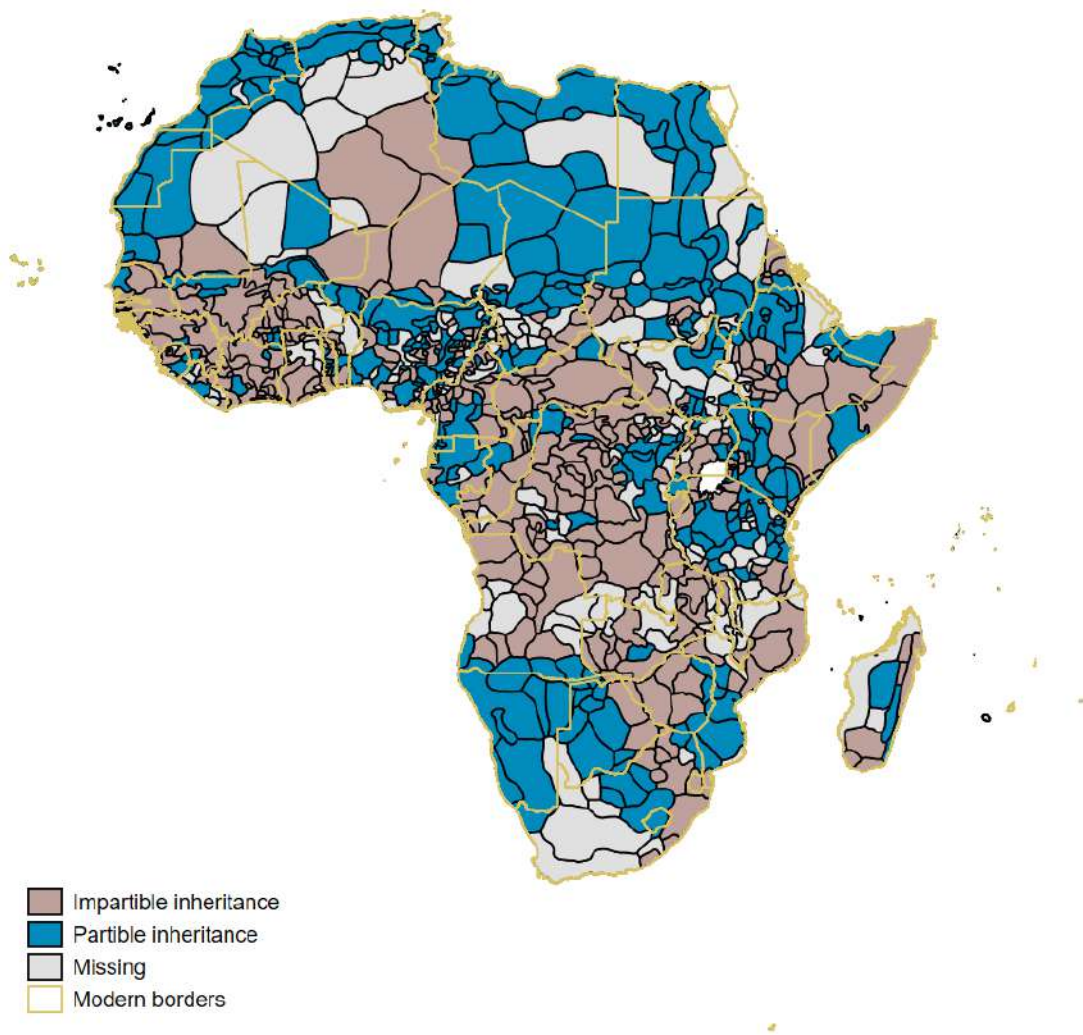 Impartible inheritance
Partible inheritance
Missing
Modern borders